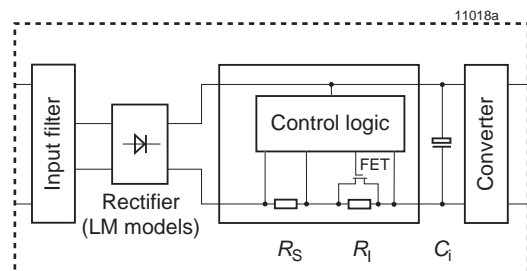 11018a
Input filter
Rectifier
(LM models)
Control logic
FET
Converter
RS
RI
Ci